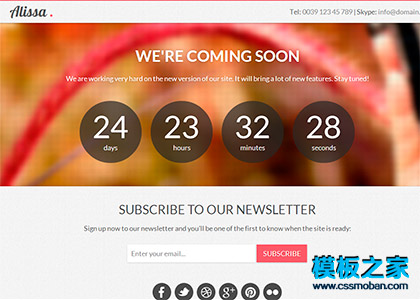 Alissa .
Tel: 0039 123 45 789 | Skype: info@domain.
WE'RE COMING SOON
We are working very hard on the new version of our site. It will bring a lot of new features. Stay tuned!
24 23 32 28
days hours minutes seconds
SUBSCRIBE TO OUR NEWSLETTER
Sign up now to our newsletter and you'll be one of the first to know when the site is ready:
Enter your email... SUBSCRIBE
模板之家
www.cssmoban.com